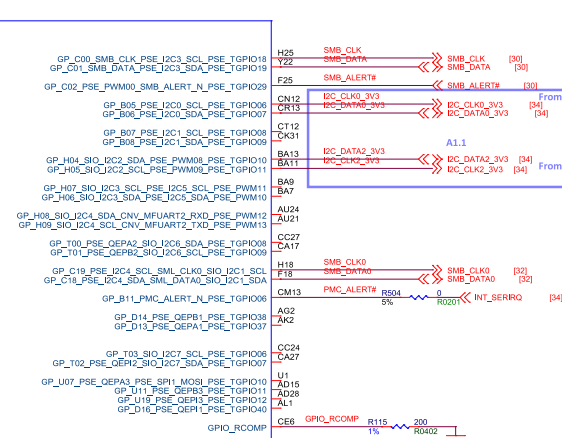 GP_C00_SMB_CLK_PSE_I2C3_SCL_PSE_TGPIO18 H25 SMB_CLK SMB_CLK [30]
GP_C01_SMB_DATA_PSE_I2C3_SDA_PSE_TGPIO19 Y22 SMB_DATA SMB_DATA [30]
GP_C02_PSE_PWM00_SMB_ALERT_N_PSE_TGPIO29 F25 SMB_ALERT# SMB_ALERT# [30]
GP_B05_PSE_I2C0_SCL_PSE_TGPIO06 CN12 I2C_CLK0_3V3 I2C_CLK0_3V3 [34] From
GP_B06_PSE_I2C0_SDA_PSE_TGPIO07 CR13 I2C_DATA0_3V3 I2C_DATA0_3V3 [34]
GP_B07_PSE_I2C1_SCL_PSE_TGPIO08 CT12
GP_B08_PSE_I2C1_SDA_PSE_TGPIO09 CK31
A1.1
GP_H04_SIO_I2C2_SDA_PSE_PWM08_PSE_TGPIO10 BA13 I2C_DATA2_3V3 I2C_DATA2_3V3 [34]
GP_H05_SIO_I2C2_SCL_PSE_PWM09_PSE_TGPIO11 BA11 I2C_CLK2_3V3 I2C_CLK2_3V3 [34] From
GP_H07_SIO_I2C3_SCL_PSE_I2C5_SCL_PSE_PWM11 BA9
GP_H06_SIO_I2C3_SDA_PSE_I2C5_SDA_PSE_PWM10 BA7
GP_H08_SIO_I2C4_SDA_CNV_MFUART2_RXD_PSE_PWM12 AU24
GP_H09_SIO_I2C4_SCL_CNV_MFUART2_TXD_PSE_PWM13 AU21
GP_T00_PSE_QEPA2_SIO_I2C6_SDA_PSE_TGPIO08 CC27
GP_T01_PSE_QEPB2_SIO_I2C6_SCL_PSE_TGPIO09 CA17
GP_C19_PSE_I2C4_SCL_SML_CLK0_SIO_I2C1_SCL H18 SMB_CLK0 SMB_CLK0 [32]
GP_C18_PSE_I2C4_SDA_SML_DATA0_SIO_I2C1_SDA F18 SMB_DATA0 SMB_DATA0 [32]
GP_B11_PMC_ALERT_N_PSE_TGPIO06 CM13 PMC_ALERT# R504 0 INT_SERIRQ [34]
5% R0201
GP_D14_PSE_QEPB1_PSE_TGPIO38 AG2
GP_D13_PSE_QEPA1_PSE_TGPIO37 AK2
GP_T03_SIO_I2C7_SCL_PSE_TGPIO06 CC24
GP_T02_PSE_QEPI2_SIO_I2C7_SDA_PSE_TGPIO07 CA27
GP_U07_PSE_QEPA3_PSE_SPI1_MOSI_PSE_TGPIO10 U1
GP_U11_PSE_QEPB3_PSE_TGPIO11 AD15
GP_U19_PSE_QEPI3_PSE_TGPIO12 AD28
GP_D16_PSE_QEPI1_PSE_TGPIO40 AL1
GPIO_RCOMP CE6 GPIO_RCOMP R115 200
1% R0402